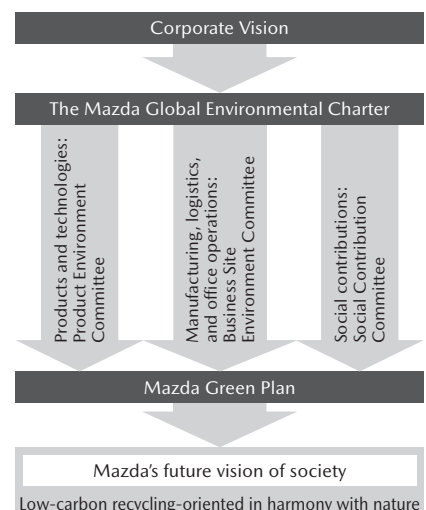 Corporate Vision
The Mazda Global Environmental Charter
Products and technologies:
Product Environment
Committee
Manufacturing, logistics,
and office operations:
Business Site
Environment Committee
Social contributions:
Social Contribution
Committee
Mazda Green Plan
Mazda’s future vision of society
Low-carbon recycling-oriented in harmony with nature